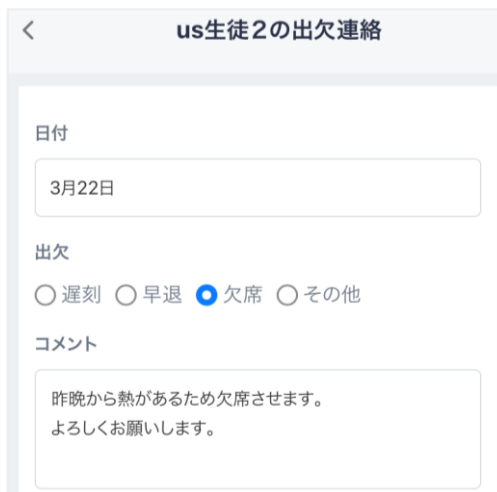 us生徒２の出欠連絡
日付
3月22日
出欠
遅刻 早退 欠席 その他
コメント
昨晩から熱があるため欠席させます。
よろしくお願いします。